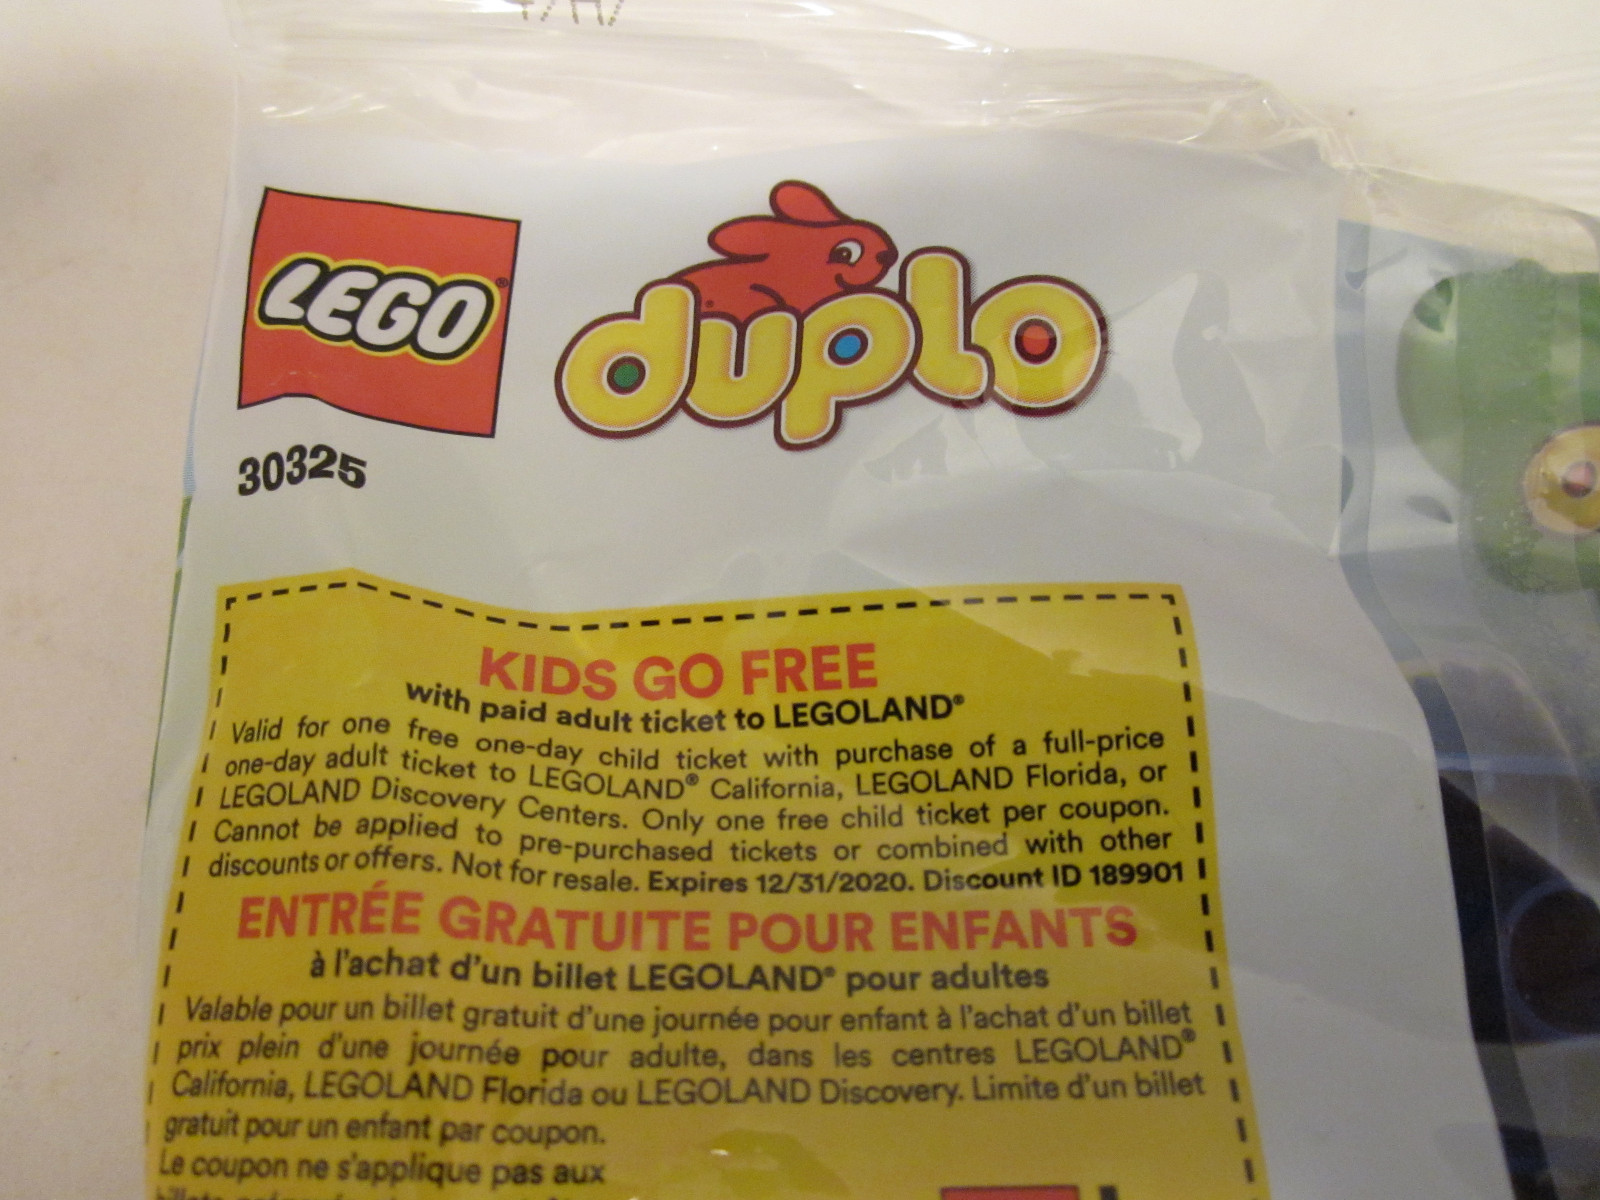 LEGO® duplo®
30325
KIDS GO FREE
with paid adult ticket to LEGOLAND®
Valid for one free one-day child ticket with purchase of a full-price
one-day adult ticket to LEGOLAND® California, LEGOLAND Florida, or
LEGOLAND Discovery Centers. Only one free child ticket per coupon.
Cannot be applied to pre-purchased tickets or combined with other
discounts or offers. Not for resale. Expires 12/31/2020. Discount ID 189901
ENTRÉE GRATUITE POUR ENFANTS
à l'achat d'un billet LEGOLAND® pour adultes
Valable pour un billet gratuit d'une journée pour enfant à l'achat d'un billet
prix plein d'une journée pour adulte, dans les centres LEGOLAND®
California, LEGOLAND Florida ou LEGOLAND Discovery. Limite d'un billet
gratuit pour un enfant par coupon.
Le coupon ne s'applique pas aux